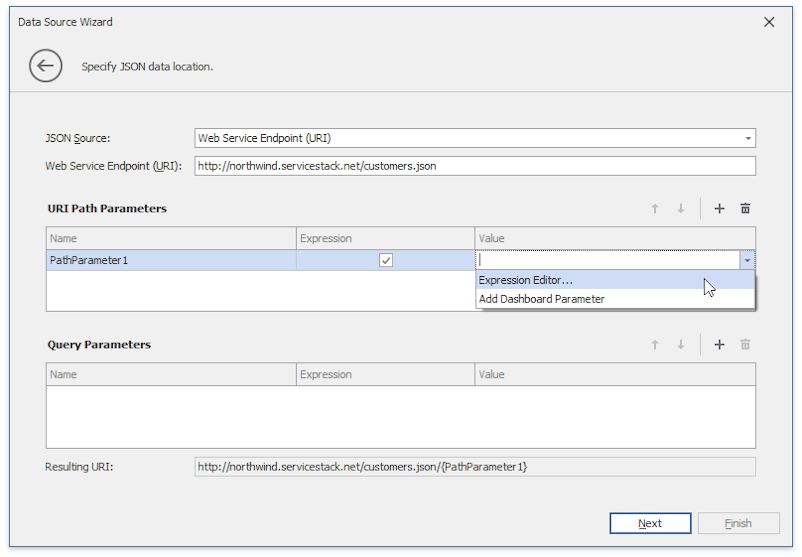 Data Source Wizard
Specify JSON data location.
JSON Source: Web Service Endpoint (URI)
Web Service Endpoint (URI): http://northwind.servicestack.net/customers.json
URI Path Parameters
Name Expression Value
PathParameter1
Expression Editor...
Add Dashboard Parameter
Query Parameters
Name Expression Value
Resulting URI: http://northwind.servicestack.net/customers.json/{PathParameter1}
Next Finish